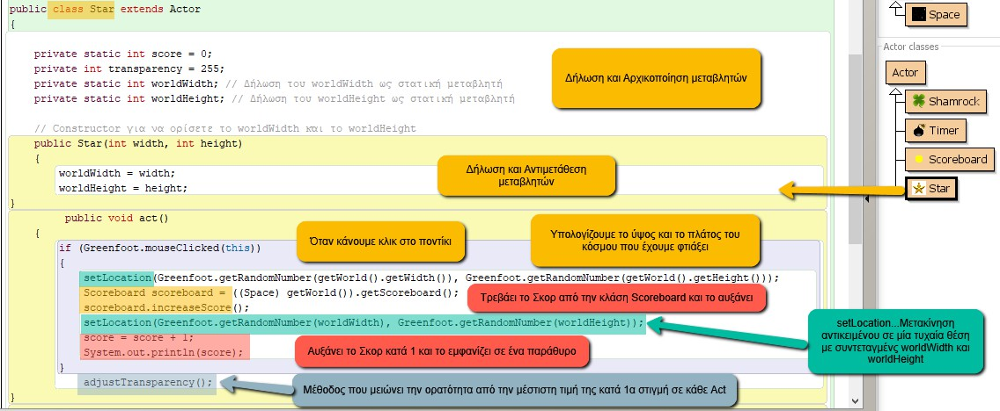 public class Star extends Actor
{
private static int score = 0;
private int transparency = 255;
private static int worldWidth; // Δήλωση του worldWidth ως στατική μεταβλητή
private static int worldHeight; // Δήλωση του worldHeight ως στατική μεταβλητή
Δήλωση και Αρχικοποίηση μεταβλητών
// Constructor για να ορίσετε το worldWidth και το worldHeight
public Star(int width, int height)
{
worldWidth = width;
worldHeight = height;
}
Δήλωση και Αντιμετάθεση
μεταβλητών
public void act()
{
Όταν κάνουμε κλικ στο ποντίκι
Υπολογίζουμε το ύψος και το πλάτος του
κόσμου που έχουμε φτιάξει
if (Greenfoot.mouseClicked(this))
{
setLocation(Greenfoot.getRandomNumber(getWorld().getWidth()), Greenfoot.getRandomNumber(getWorld().getHeight()));
Scoreboard scoreboard = ((Space) getWorld()).getScoreboard();
scoreboard.increaseScore();
Τρεβάει το Σκορ από την κλάση Scoreboard και το αυξάνει
setLocation(Greenfoot.getRandomNumber(worldWidth), Greenfoot.getRandomNumber(worldHeight));
score = score + 1;
System.out.println(score);
}
Αυξάνει το Σκορ κατά 1 και το εμφανίζει σε ένα παράθυρο
setLocation...Μετακίνηση
αντικειμένου σε μία τυχαία θέση
με συντεταγμένς worldWidth και
worldHeight
adjustTransparency();
Μέθοδος που μειώνει την ορατότητα από την μέστιστη τιμή της κατά 1α στιγμή σε κάθε Act
}
Space
Actor classes
Actor
Shamrock
Timer
Scoreboard
Star